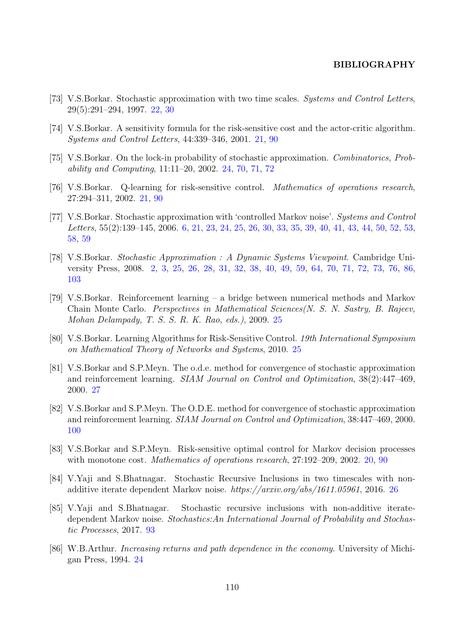 BIBLIOGRAPHY
[73] V.S.Borkar. Stochastic approximation with two time scales. Systems and Control Letters,
29(5):291–294, 1997. 22, 30
[74] V.S.Borkar. A sensitivity formula for the risk-sensitive cost and the actor-critic algorithm.
Systems and Control Letters, 44:339–346, 2001. 21, 90
[75] V.S.Borkar. On the lock-in probability of stochastic approximation. Combinatorics, Prob-
ability and Computing, 11:11–20, 2002. 24, 70, 71, 72
[76] V.S.Borkar. Q-learning for risk-sensitive control. Mathematics of operations research,
27:294–311, 2002. 21, 90
[77] V.S.Borkar. Stochastic approximation with 'controlled Markov noise'. Systems and Control
Letters, 55(2):139–145, 2006. 6, 21, 23, 24, 25, 26, 30, 33, 35, 39, 40, 41, 43, 44, 50, 52, 53,
58, 59
[78] V.S.Borkar. Stochastic Approximation : A Dynamic Systems Viewpoint. Cambridge Uni-
versity Press, 2008. 2, 3, 25, 26, 28, 31, 32, 38, 40, 49, 59, 64, 70, 71, 72, 73, 76, 86,
103
[79] V.S.Borkar. Reinforcement learning – a bridge between numerical methods and Markov
Chain Monte Carlo. Perspectives in Mathematical Sciences(N. S. N. Sastry, B. Rajeev,
Mohan Delampady, T. S. S. R. K. Rao, eds.), 2009. 25
[80] V.S.Borkar. Learning Algorithms for Risk-Sensitive Control. 19th International Symposium
on Mathematical Theory of Networks and Systems, 2010. 25
[81] V.S.Borkar and S.P.Meyn. The o.d.e. method for convergence of stochastic approximation
and reinforcement learning. SIAM Journal on Control and Optimization, 38(2):447–469,
2000. 27
[82] V.S.Borkar and S.P.Meyn. The O.D.E. method for convergence of stochastic approximation
and reinforcement learning. SIAM Journal on Control and Optimization, 38:447–469, 2000.
100
[83] V.S.Borkar and S.P.Meyn. Risk-sensitive optimal control for Markov decision processes
with monotone cost. Mathematics of operations research, 27:192–209, 2002. 20, 90
[84] V.Yaji and S.Bhatnagar. Stochastic Recursive Inclusions in two timescales with non-
additive iterate dependent Markov noise. https://arxiv.org/abs/1611.05961, 2016. 26
[85] V.Yaji and S.Bhatnagar. Stochastic recursive inclusions with non-additive iterate-
dependent Markov noise. Stochastics:An International Journal of Probability and Stochas-
tic Processes, 2017. 93
[86] W.B.Arthur. Increasing returns and path dependence in the economy. University of Michi-
gan Press, 1994. 24
110